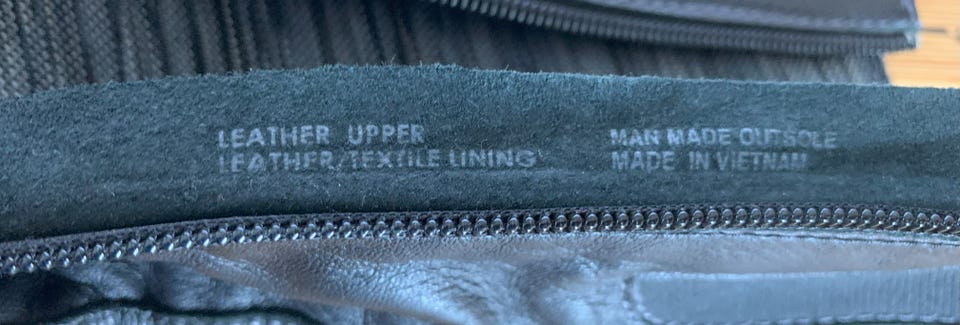 LEATHER UPPER
LEATHER/TEXTILE LINING
MAN MADE OUTSOLE
MADE IN VIETNAM